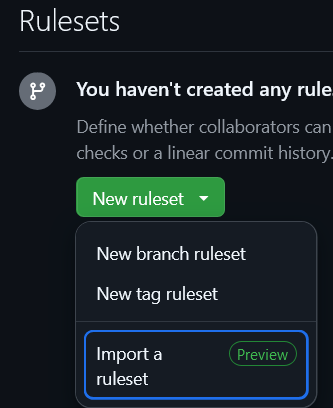 Rulesets
You haven't created any rule
Define whether collaborators can
checks or a linear commit history.
New ruleset
New branch ruleset
New tag ruleset
Import a Preview
ruleset